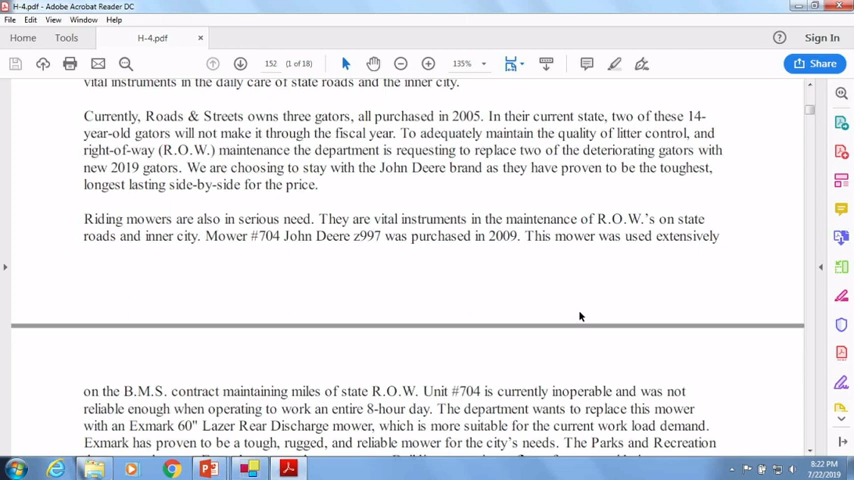 H-4.pdf - Adobe Acrobat Reader DC
File Edit View Window Help
Home Tools H-4.pdf × Sign In
152 (1 of 18) 135% Share
vital instruments in the daily care of state roads and the inner city.
Currently, Roads & Streets owns three gators, all purchased in 2005. In their current state, two of these 14-
year-old gators will not make it through the fiscal year. To adequately maintain the quality of litter control, and
right-of-way (R.O.W.) maintenance the department is requesting to replace two of the deteriorating gators with
new 2019 gators. We are choosing to stay with the John Deere brand as they have proven to be the toughest,
longest lasting side-by-side for the price.
Riding mowers are also in serious need. They are vital instruments in the maintenance of R.O.W.'s on state
roads and inner city. Mower #704 John Deere z997 was purchased in 2009. This mower was used extensively
on the B.M.S. contract maintaining miles of state R.O.W. Unit #704 is currently inoperable and was not
reliable enough when operating to work an entire 8-hour day. The department wants to replace this mower
with an Exmark 60" Lazer Rear Discharge mower, which is more suitable for the current work load demand.
Exmark has proven to be a tough, rugged, and reliable mower for the city's needs. The Parks and Recreation
8:22 PM
7/22/2019